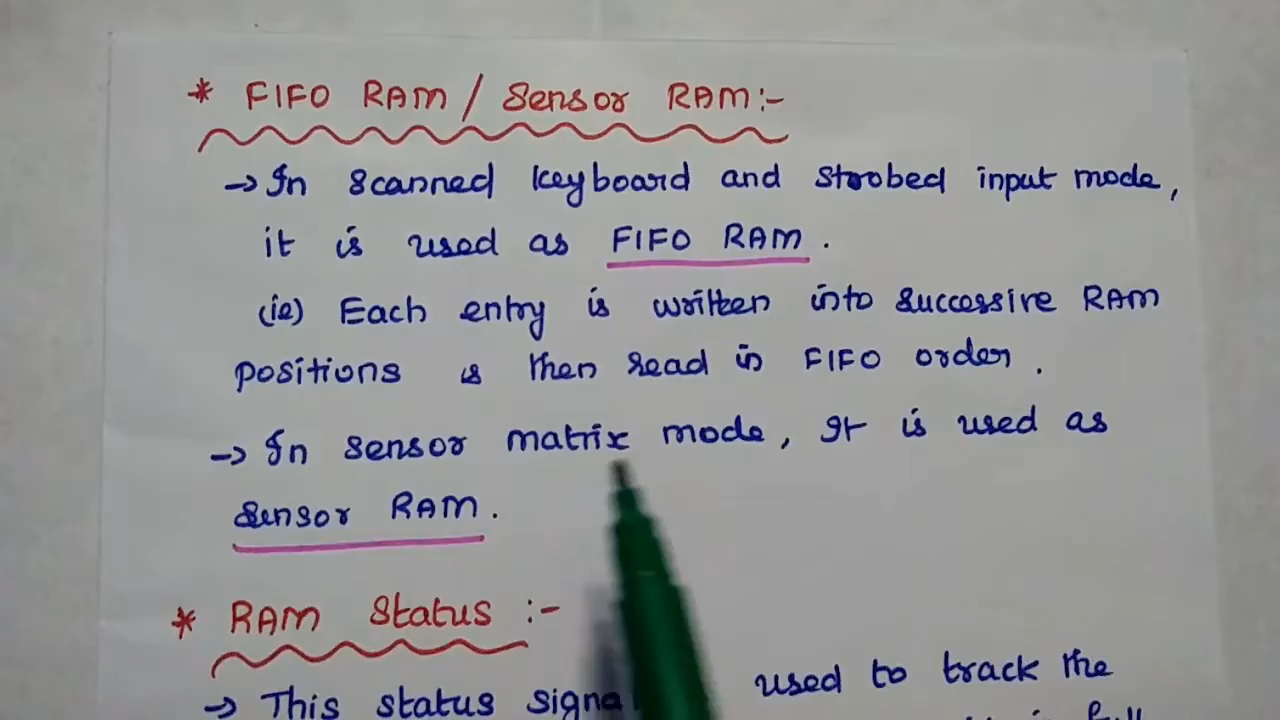 * FIFO RAM / Sensor RAM:-
→ In scanned keyboard and strobed input mode,
it is used as FIFO RAM.
(ie) Each entry is written into successive RAM
positions is then read in FIFO order.
→ In sensor matrix mode, It is used as
sensor RAM.
* RAM Status :-
→ This status signal used to track the